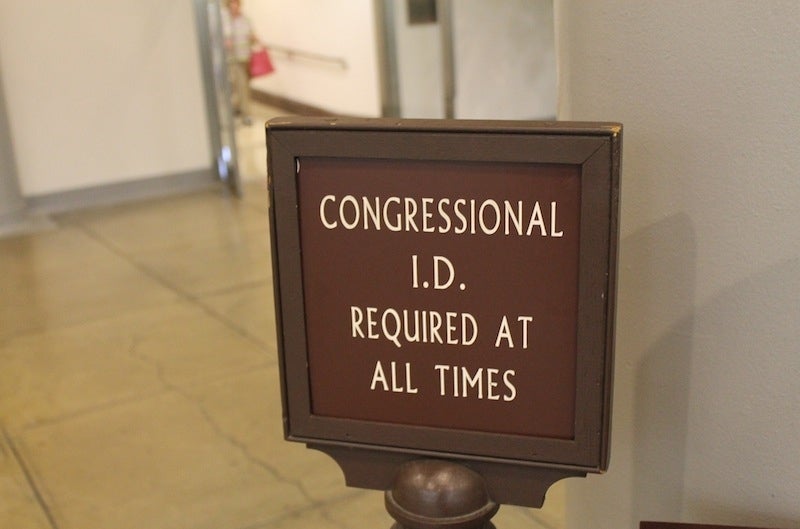 CONGRESSIONAL
I.D.
REQUIRED AT
ALL TIMES